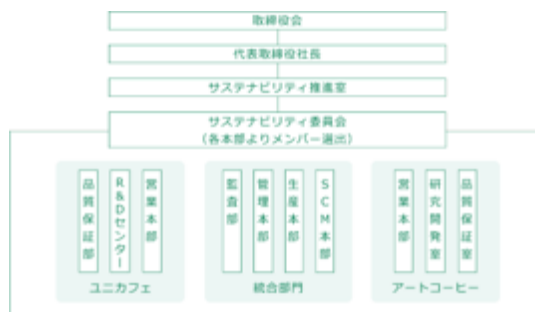 取締役会
代表取締役社長
サステナビリティ推進室
サステナビリティ委員会
(各本部よりメンバー選出)
品質保証部
R&Dセンター
営業本部
ユニカフェ
監査部
管理本部
生産本部
SCM本部
統合部門
営業本部
研究開発室
品質保証室
アートコーヒー